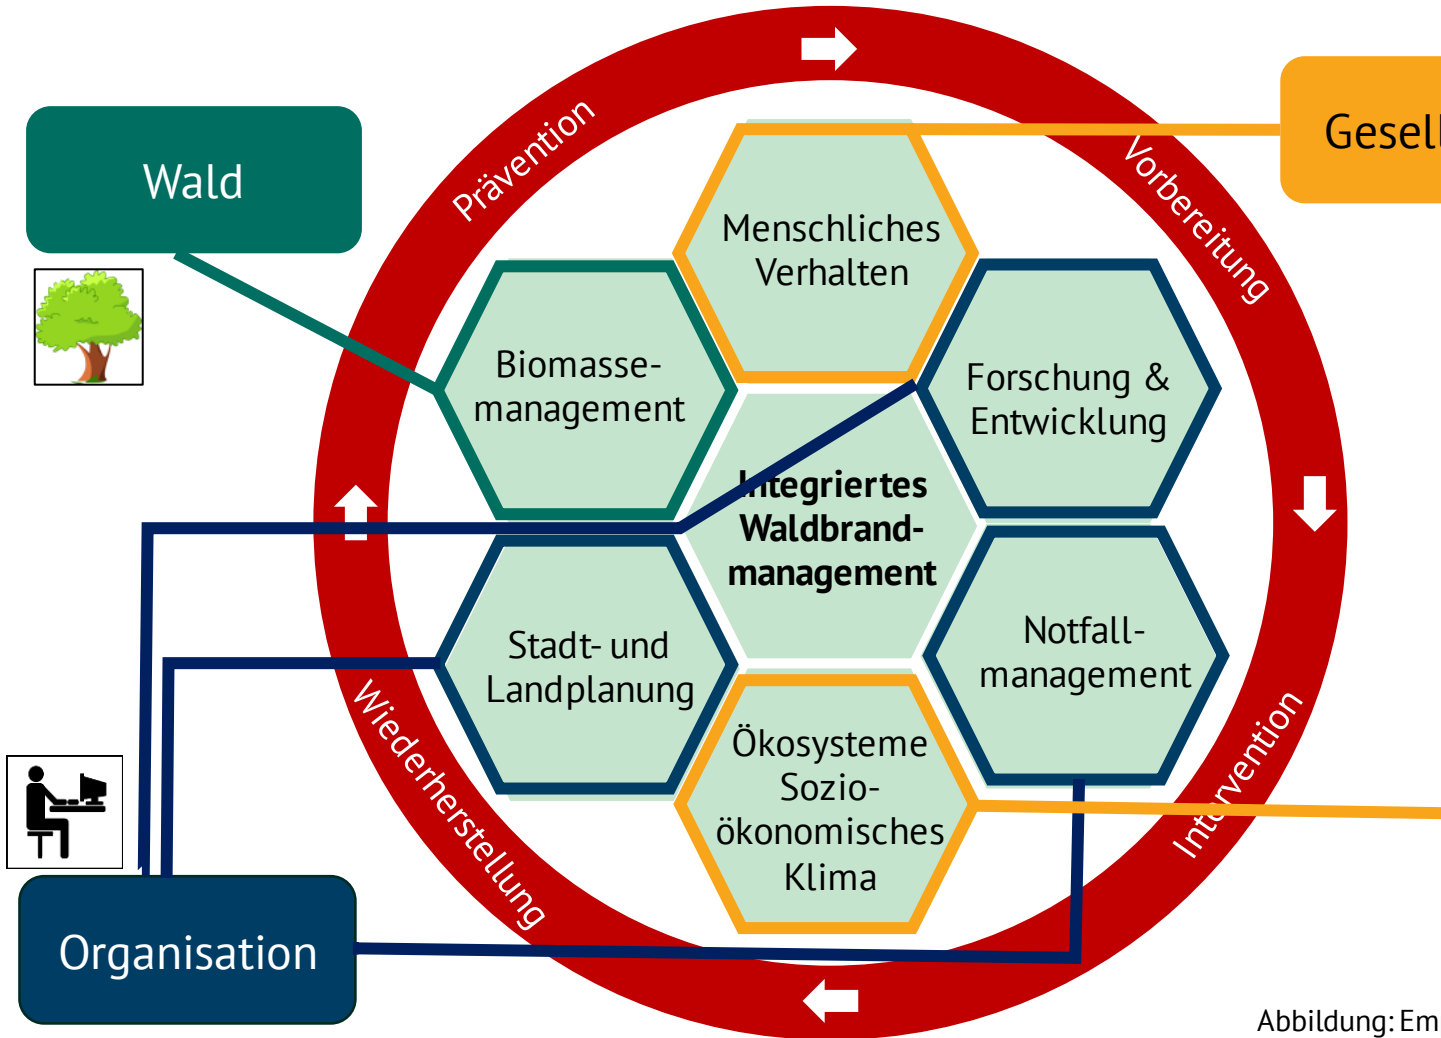 Prävention
Vorbereitung
Intervention
Wiederherstellung
Wald
Gesell
Menschliches
Verhalten
Biomasse-
management
Forschung &
Entwicklung
Integriertes
Waldbrand-
management
Stadt- und
Landplanung
Notfall-
management
Ökosysteme
Sozio-
ökonomisches
Klima
Organisation
Abbildung: Em